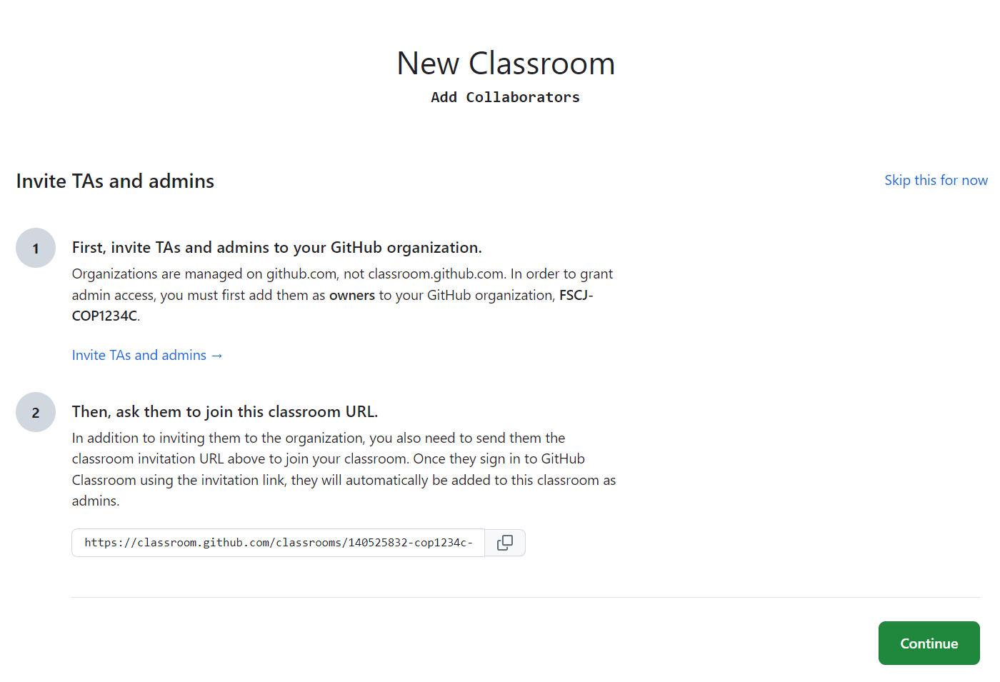 New Classroom
Add Collaborators
Invite TAs and admins
Skip this for now
1
First, invite TAs and admins to your GitHub organization.
Organizations are managed on github.com, not classroom.github.com. In order to grant
admin access, you must first add them as owners to your GitHub organization, FSCJ-
COP1234C.
Invite TAs and admins →
2
Then, ask them to join this classroom URL.
In addition to inviting them to the organization, you also need to send them the
classroom invitation URL above to join your classroom. Once they sign in to GitHub
Classroom using the invitation link, they will automatically be added to this classroom as
admins.
https://classroom.github.com/classrooms/140525832-cop1234c-
Continue